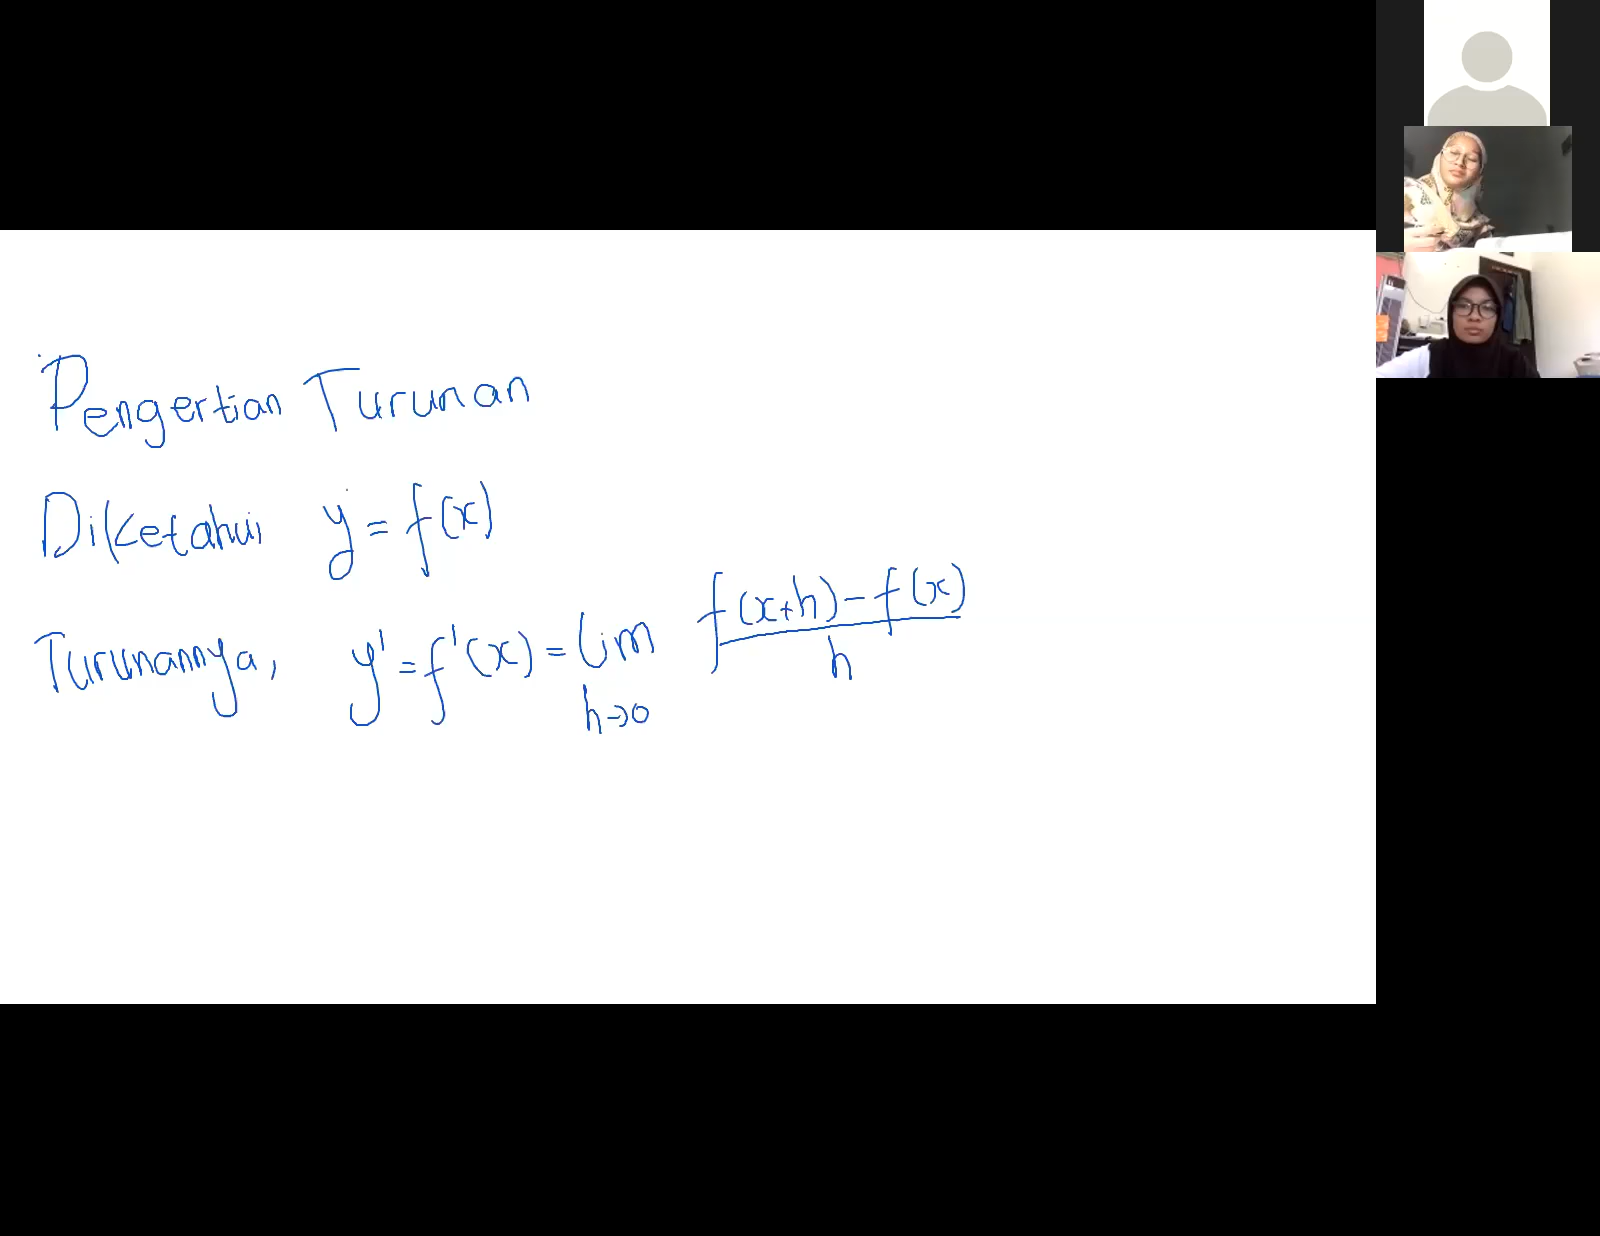 Pengertian Turunan
Diketahui y = f(x)
Turunannya, y' = f'(x) = lim h→0 f(x+h) - f(x) / h